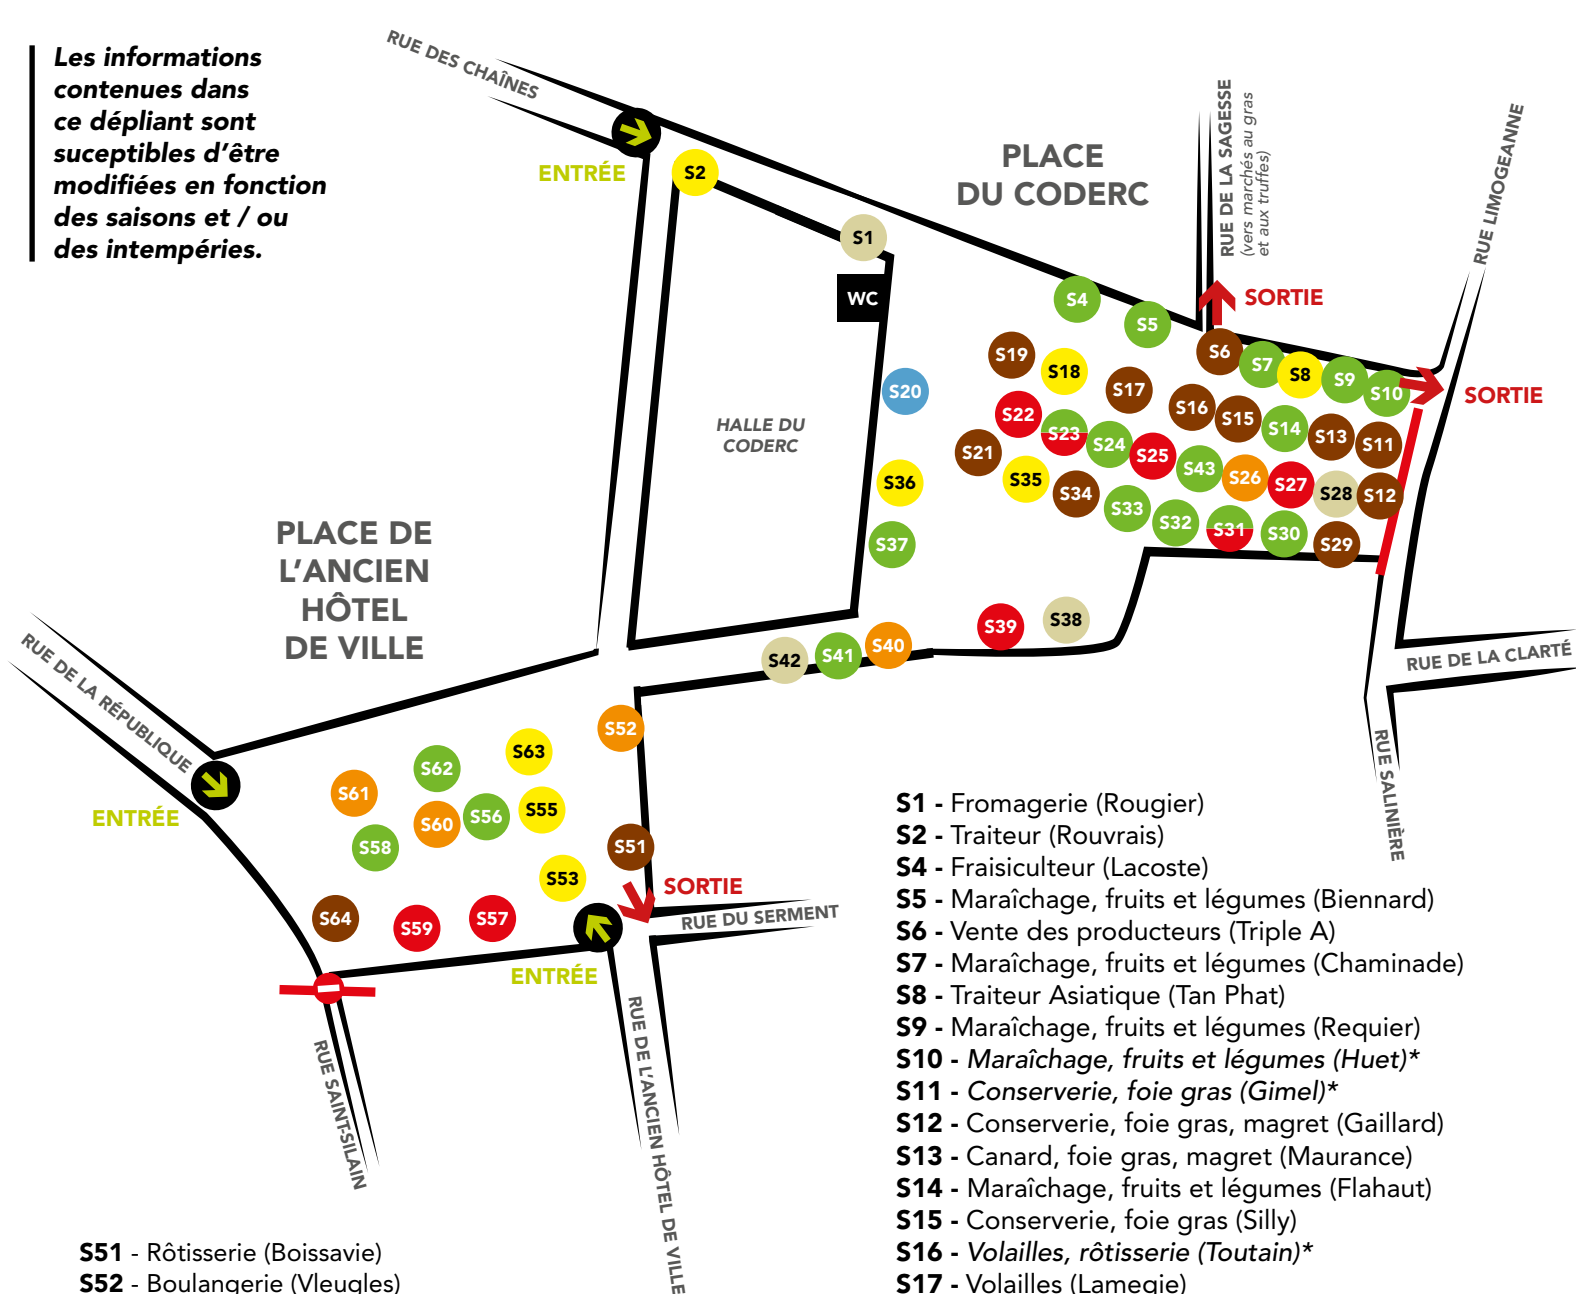 Les informations
contenues dans
ce dépliant sont
suceptibles d'être
modifiées en fonction
des saisons et / ou
des intempéries.
RUE DES CHAÎNES
ENTRÉE
S2
S1
WC
PLACE
DU CODERC
RUE DE LA SAGESSE
(vers marchés au gras
et aux truffes)
RUE LIMOGEANNE
SORTIE
SORTIE
S4
S5
S6
S7
S8
S9
S10
S19
S18
S17
S16
S15
S14
S13
S11
S20
S22
S23
S24
S25
S43
S26
S27
S28
S12
S21
S35
S34
S33
S32
S31
S30
S29
HALLE DU
CODERC
S36
S37
S39
S38
S42
S41
S40
RUE DE LA CLARTÉ
RUE SALINIÈRE
PLACE DE
L'ANCIEN
HÔTEL
DE VILLE
RUE DE LA RÉPUBLIQUE
ENTRÉE
S52
S63
S62
S61
S55
S56
S60
S58
S51
S53
S64
S59
S57
SORTIE
RUE DU SERMENT
ENTRÉE
RUE SAINT-SILAIN
RUE DE L'ANCIEN HÔTEL DE VILLE
S51 - Rôtisserie (Boissavie)
S52 - Boulangerie (Vleugles)
S1 - Fromagerie (Rougier)
S2 - Traiteur (Rouvrais)
S4 - Fraisiculteur (Lacoste)
S5 - Maraîchage, fruits et légumes (Biennard)
S6 - Vente des producteurs (Triple A)
S7 - Maraîchage, fruits et légumes (Chaminade)
S8 - Traiteur Asiatique (Tan Phat)
S9 - Maraîchage, fruits et légumes (Requier)
S10 - Maraîchage, fruits et légumes (Huet)*
S11 - Conserverie, foie gras (Gimel)*
S12 - Conserverie, foie gras, magret (Gaillard)
S13 - Canard, foie gras, magret (Maurance)
S14 - Maraîchage, fruits et légumes (Flahaut)
S15 - Conserverie, foie gras (Silly)
S16 - Volailles, rôtisserie (Toutain)*
S17 - Volailles (Lamegie)